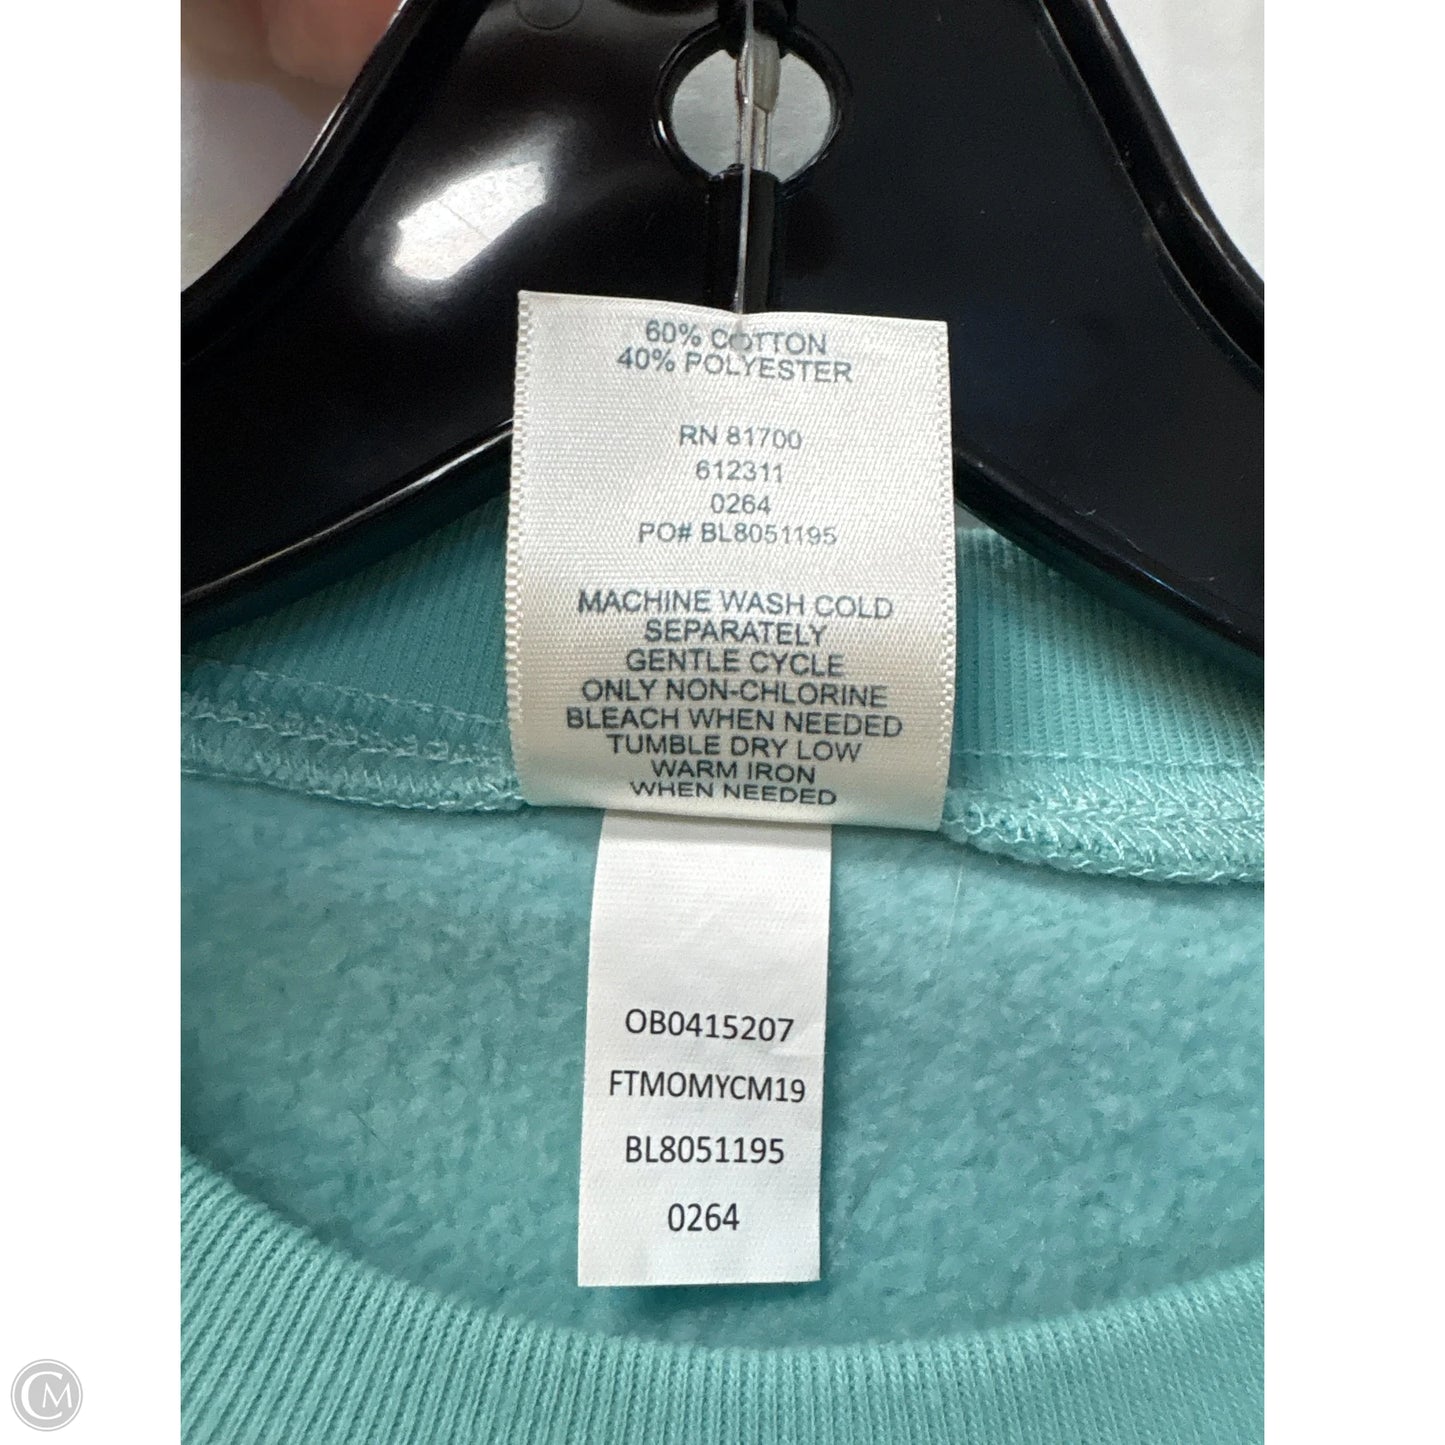 60% COTTON
40% POLYESTER
RN 81700
612311
0264
PO# BL8051195
MACHINE WASH COLD
SEPARATELY
GENTLE CYCLE
ONLY NON-CHLORINE
BLEACH WHEN NEEDED
TUMBLE DRY LOW
WARM IRON
WHEN NEEDED
OB0415207
FTMOMYCM19
BL8051195
0264
CM